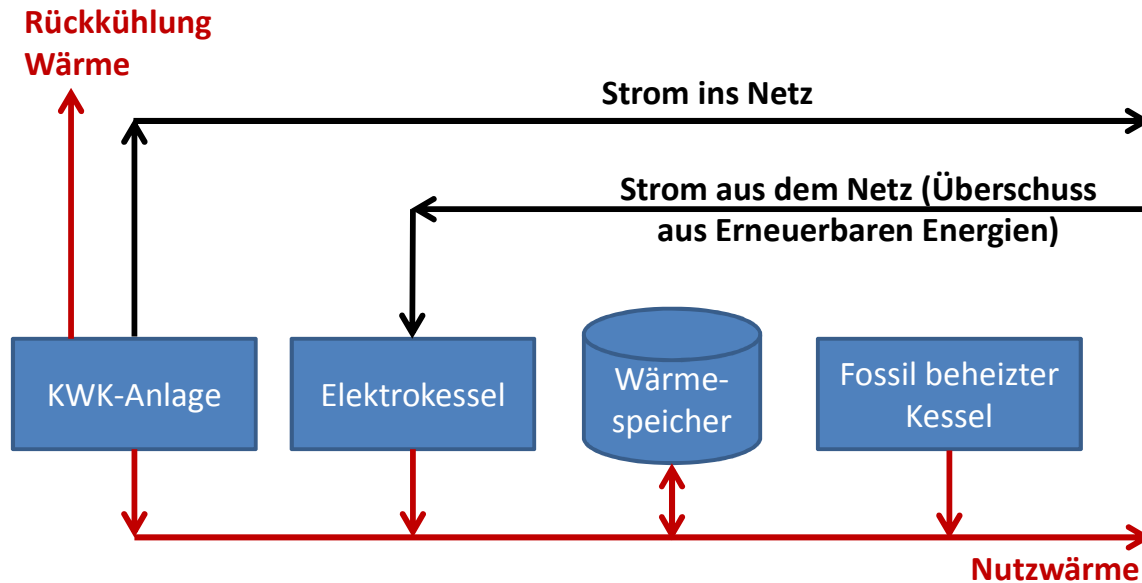 Rückkühlung
Wärme
Strom ins Netz
Strom aus dem Netz (Überschuss
aus Erneuerbaren Energien)
KWK-Anlage
Elektrokessel
Wärme-
speicher
Fossil beheizter
Kessel
Nutzwärme